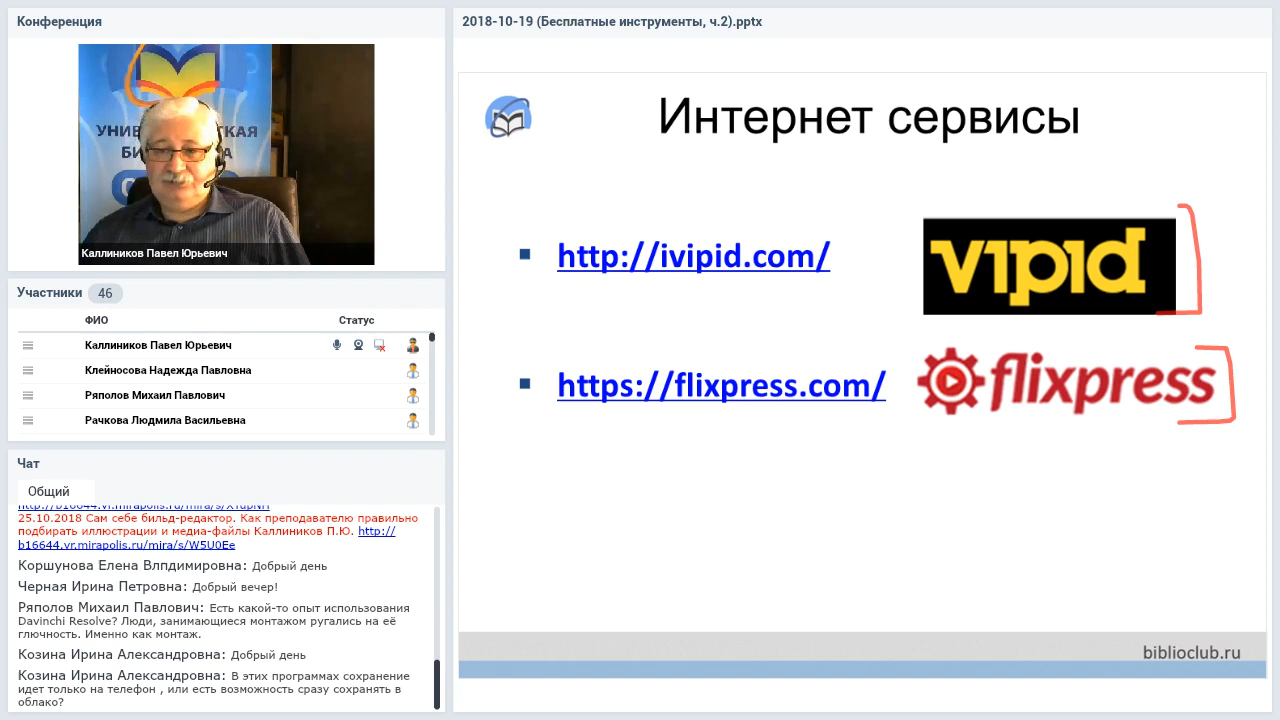 Конференция
УНИВЕ
СКАЯ
БИ
А
Каллиников Павел Юрьевич
Участники 46
ФИО Статус
Каллиников Павел Юрьевич
Клейносова Надежда Павловна
Ряполов Михаил Павлович
Рачкова Людмила Васильевна
Чат
Общий
25.10.2018 Сам себе бильд-редактор. Как преподавателю правильно
подбирать иллюстрации и медиа-файлы Каллиников П.Ю. http://
b16644.vr.mirapolis.ru/mira/s/W5U0Ee
Коршунова Елена Влпдимировна: Добрый день
Черная Ирина Петровна: Добрый вечер!
Ряполов Михаил Павлович: Есть какой-то опыт использования
Davinchi Resolve? Люди, занимающиеся монтажом ругались на её
глючность. Именно как монтаж.
Козина Ирина Александровна: Добрый день
Козина Ирина Александровна: В этих программах сохранение
идет только на телефон , или есть возможность сразу сохранять в
облако?
2018-10-19 (Бесплатные инструменты, ч.2).pptx
Интернет сервисы
http://ivipid.com/
vipid
https://flixpress.com/
flixpress
biblioclub.ru